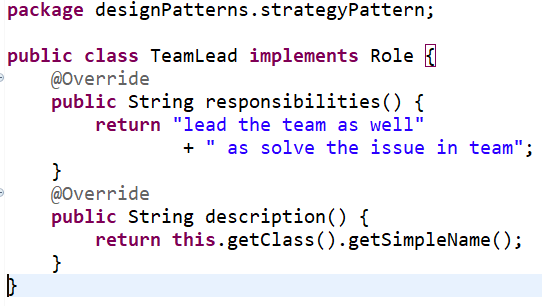 package designPatterns.strategyPattern;

public class TeamLead implements Role {
    @Override
    public String responsibilities() {
        return "lead the team as well"
                + " as solve the issue in team";
    }
    @Override
    public String description() {
        return this.getClass().getSimpleName();
    }
}